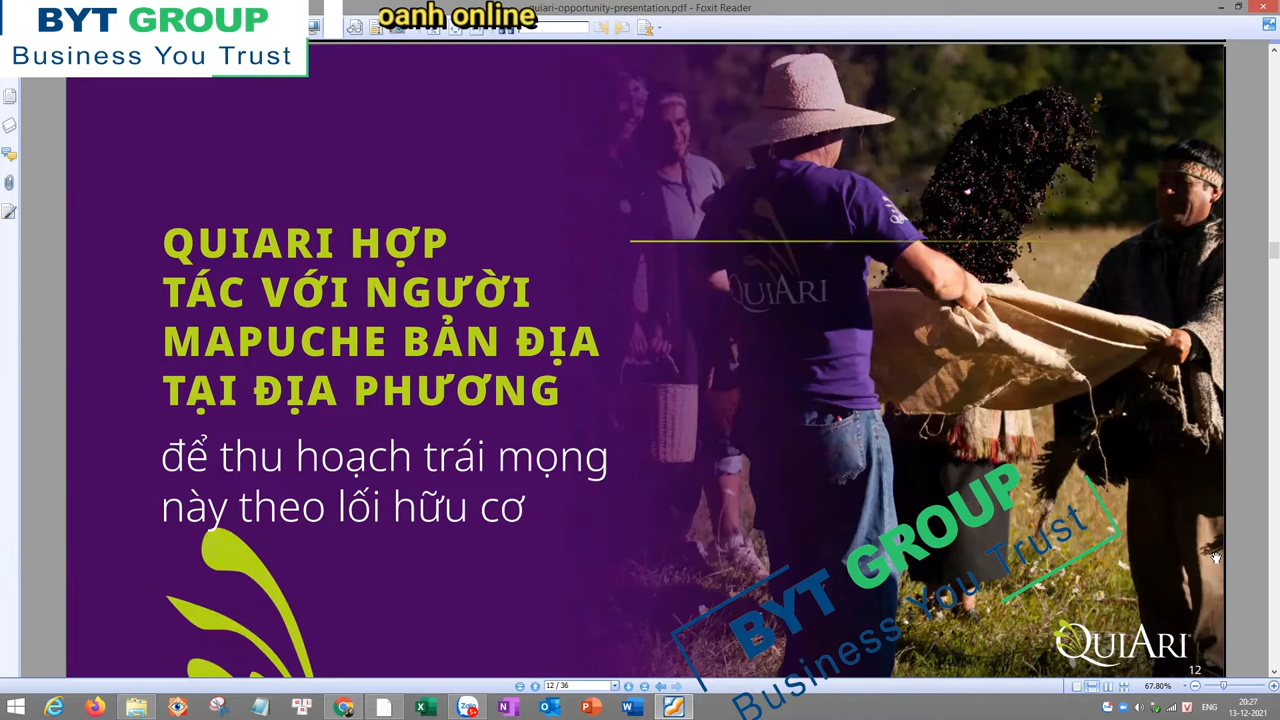 BYT GROUP
Business You Trust
oanh online
quiari-opportunity-presentation.pdf - Foxit Reader
QUIARI HỢP
TÁC VỚI NGƯỜI
MAPUCHE BẢN ĐỊA
TẠI ĐỊA PHƯƠNG
để thu hoạch trái mọng
này theo lối hữu cơ
QUIARI
BYT GROUP
Business You Trust
QUIARI
12
12 / 36
67.80%
Zalo
ENG
20:27
13-12-2021